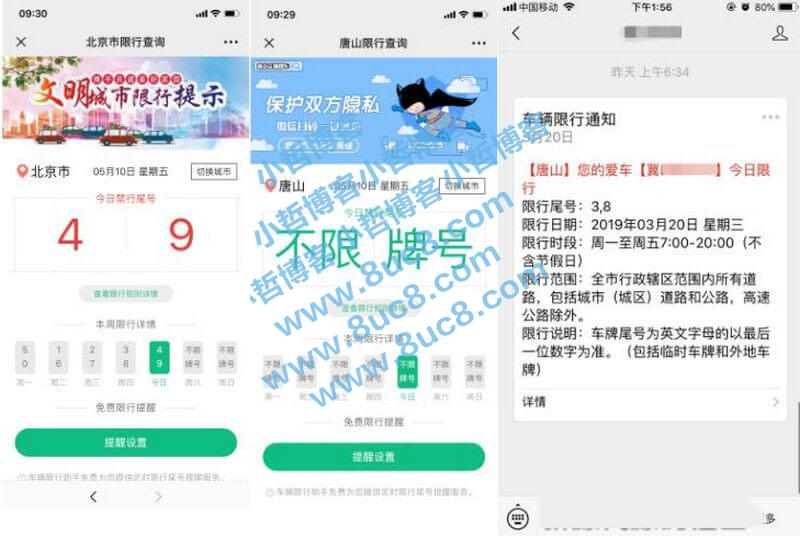 09:30
北京市限行查询
文明城市限行提示
北京市
05月10日 星期五
切换城市
今日禁行尾号
4
9
查看限行规则详情
本周限行详情
5
0
1
6
2
7
3
8
4
9
不限
牌号
不限
牌号
周一
周二
周三
周四
今日
周六
周日
免费限行提醒
提醒设置
车辆限行助手免费为您提供定时限行尾号提醒服务。
09:29
唐山限行查询
保护双方隐私
唐山
05月10日 星期五
切换城市
今日禁行尾号
不限 牌号
查看限行规则详情
本周限行详情
不限
牌号
不限
牌号
不限
牌号
不限
牌号
不限
牌号
不限
牌号
不限
牌号
周一
周二
周三
周四
今日
周六
周日
免费限行提醒
提醒设置
车辆限行助手免费为您提供定时限行尾号提醒服务。
中国移动
下午1:56
80%
昨天 上午6:34
车辆限行通知
月20日
【唐山】您的爱车【冀
】今日限
行
限行尾号：3,8
限行日期：2019年03月20日 星期三
限行时段：周一至周五7:00-20:00（不
含节假日）
限行范围：全市行政辖区范围内所有道
路，包括城市（城区）道路和公路，高速
公路除外。
限行说明：车牌尾号为英文字母的以最后
一位数字为准。（包括临时车牌和外地车
牌）
详情
小哲博客小哲博客小哲博客
www.8uc8.com
www.8uc8.com